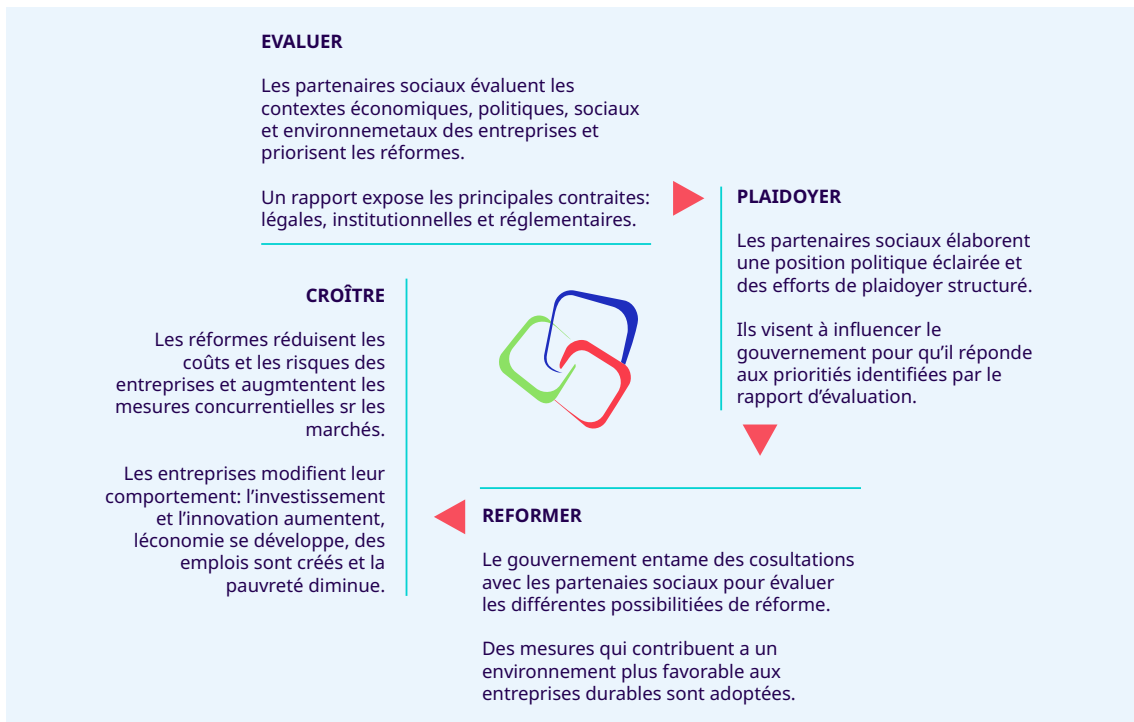 EVALUER
Les partenaires sociaux évaluent les
contextes économiques, politiques, sociaux
et environnemetaux des entreprises et
priorisent les réformes.
Un rapport expose les principales contraites:
légales, institutionnelles et réglementaires.
PLAIDOYER
Les partenaires sociaux élaborent
une position politique éclairée et
des efforts de plaidoyer structuré.
Ils visent à influencer le
gouvernement pour qu’il réponde
aux prioritiés identifiées par le
rapport d’évaluation.
REFORMER
Le gouvernement entame des cosultations
avec les partenaies sociaux pour évaluer
les différentes possibilitiées de réforme.
Des mesures qui contribuent a un
environnement plus favorable aux
entreprises durables sont adoptées.
CROÎTRE
Les réformes réduisent les
coûts et les risques des
entreprises et augmtentent les
mesures concurrentielles sr les
marchés.
Les entreprises modifient leur
comportement: l’investissement
et l’innovation aumentent,
léconomie se développe, des
emplois sont créés et la
pauvreté diminue.